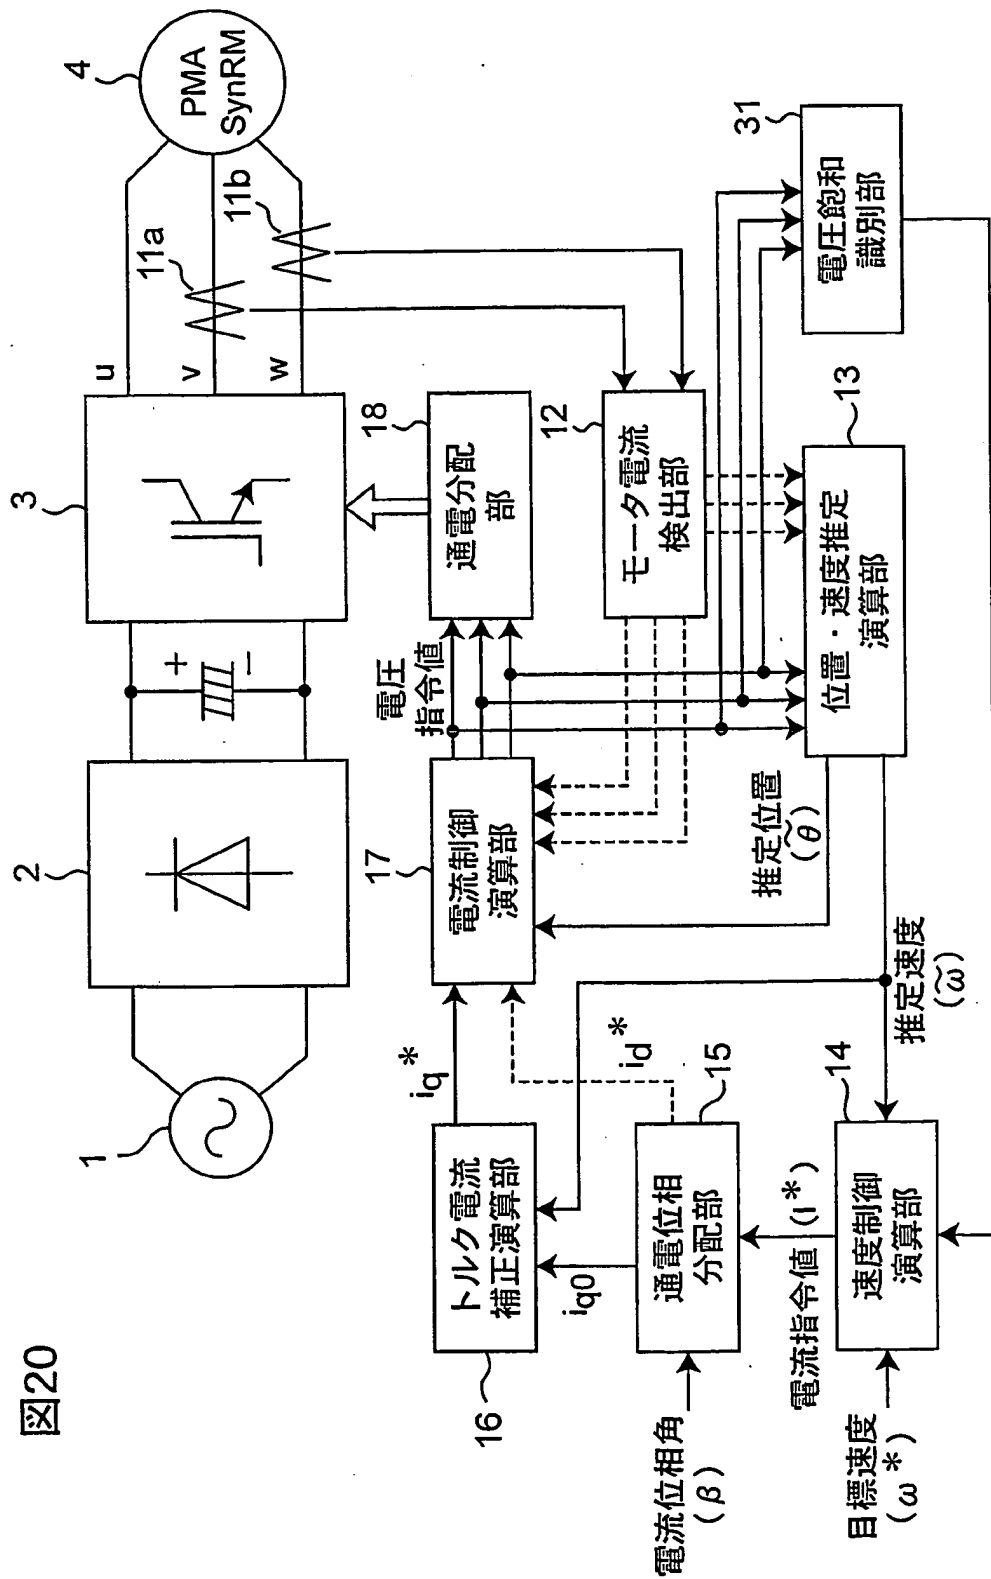 図20
1
2
3
4
PMA
SynRM
u
v
w
11a
11b
+
−
16
トルク電流
補正演算部
iq*
17
電流制御
演算部
電圧
指令値
18
通電分配
部
12
モータ電流
検出部
31
電圧飽和
識別部
13
位置・速度推定
演算部
推定位置
(θ̃)
推定速度
(ω̃)
id*
iq0
15
通電位相
分配部
電流位相角
(β)
電流指令値 (I*)
14
速度制御
演算部
目標速度
(ω*)